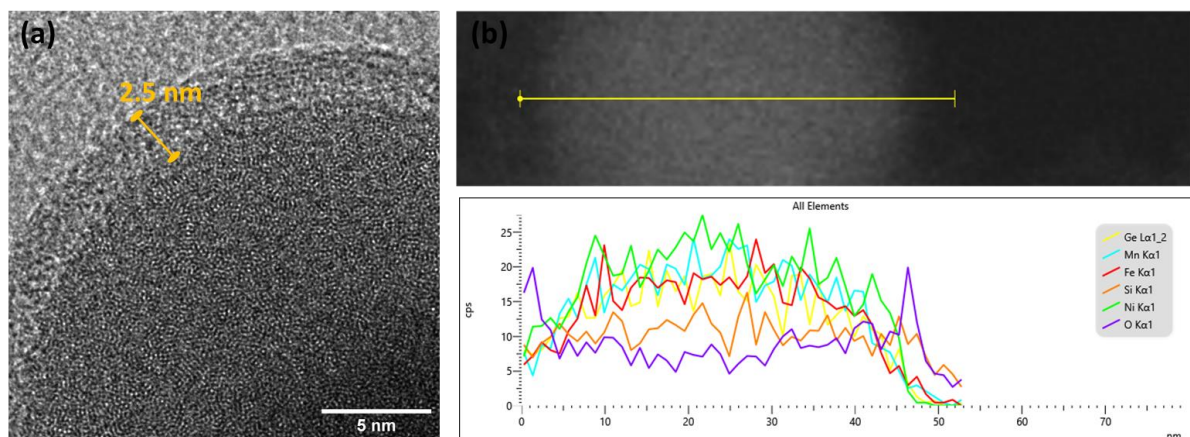 (a)
2.5 nm
5 nm
(b)
All Elements
cps
25
20
15
10
5
0
Ge Lα1_2
Mn Kα1
Fe Kα1
Si Kα1
Ni Kα1
O Kα1
0 10 20 30 40 50 60 70
nm